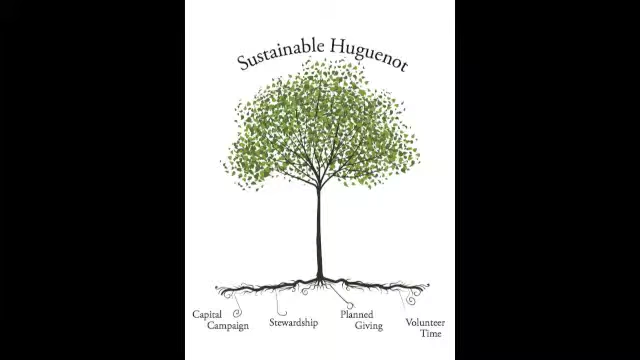 Sustainable Huguenot
Capital
Campaign
Stewardship
Planned
Giving
Volunteer
Time